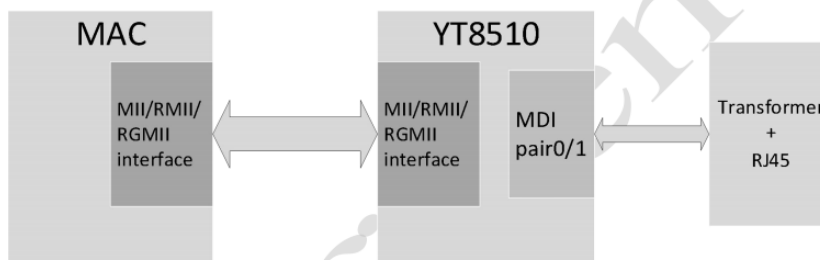 MAC
MII/RMII/
RGMII
interface
YT8510
MII/RMII/
RGMII
interface
MDI
pair0/1
Transformer
+
RJ45